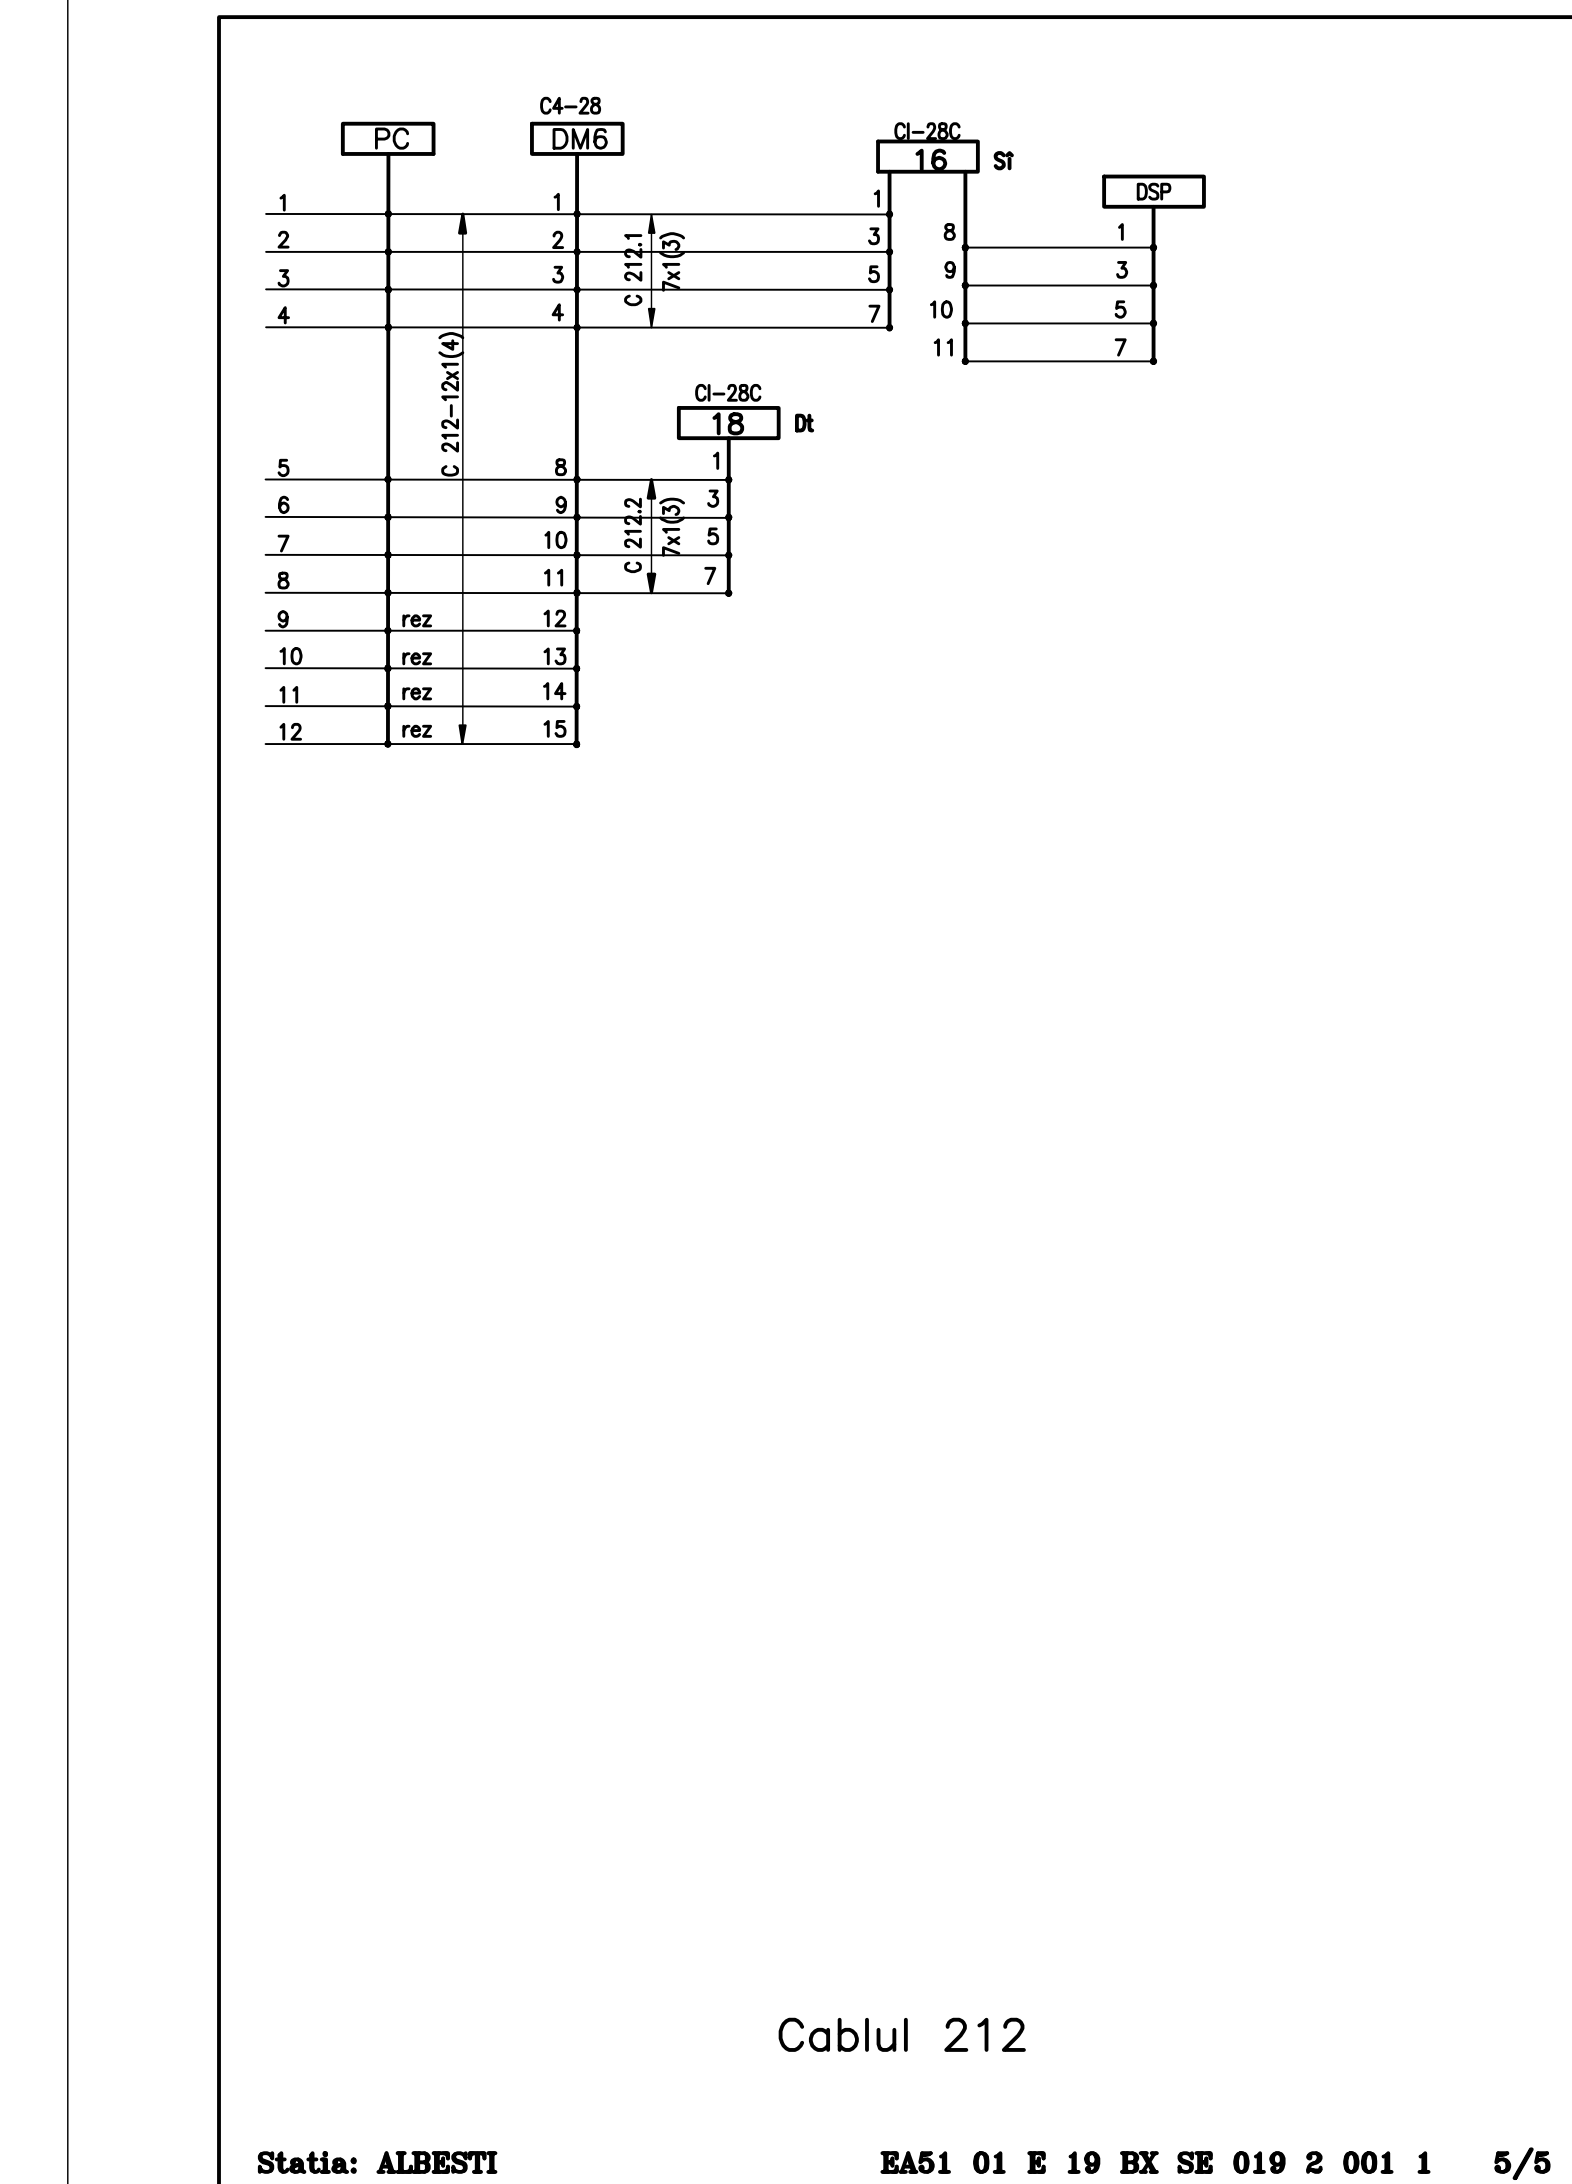 C4-28
PC DM6
CI-28C
16 Sî
DSP
1 1 1
2 2 3 8 1
3 3 5 9 3
4 4 7 10 5
11 7
C 212.1
7x1(3)
C 212-12x1(4)
CI-28C
18 Dt
5 8 1
6 9 3
7 10 5
8 11 7
C 212.2
7x1(3)
9 rez 12
10 rez 13
11 rez 14
12 rez 15
Cablul 212
Statia: ALBESTI EA51 01 E 19 BX SE 019 2 001 1 5/5